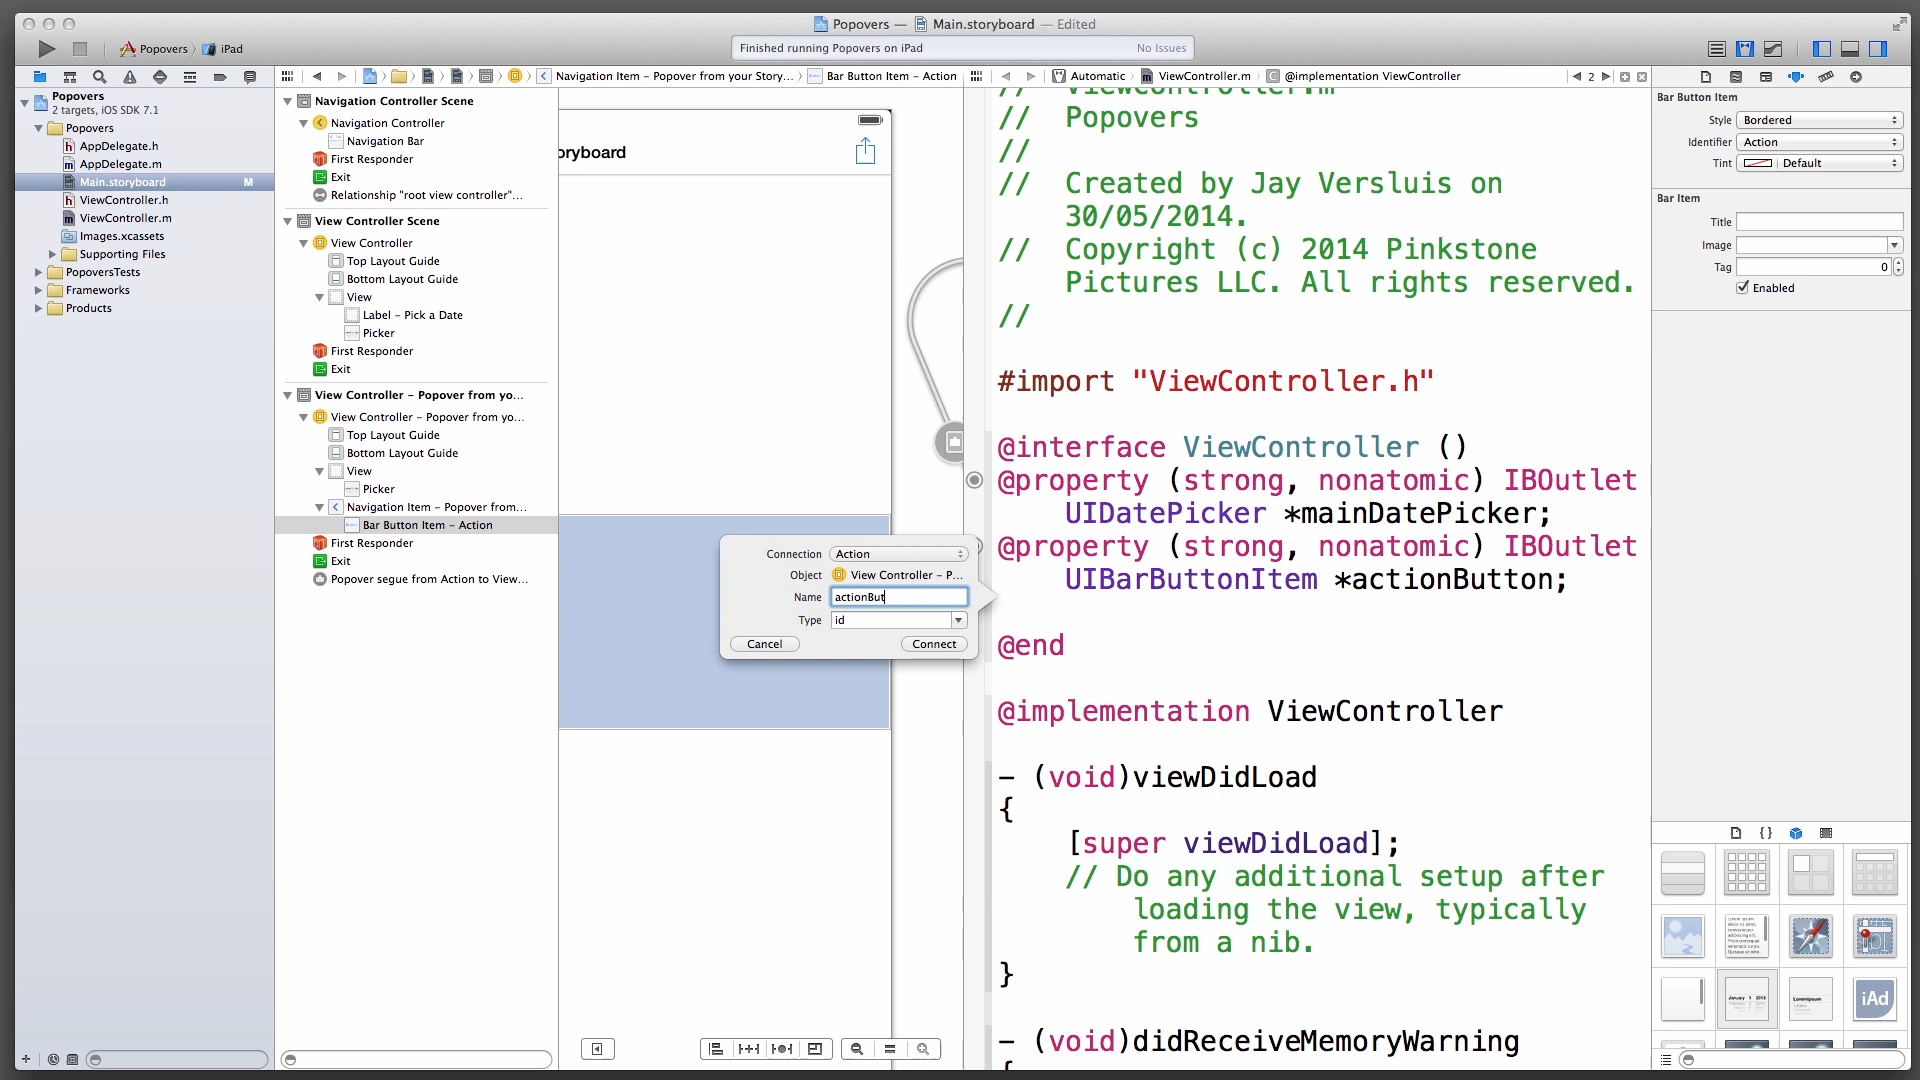 Popovers — Main.storyboard — Edited
Popovers iPad
Finished running Popovers on iPad No Issues
Navigation Item – Popover from your Story... Bar Button Item – Action
Automatic ViewController.m @implementation ViewController
2
Popovers
2 targets, iOS SDK 7.1
Popovers
AppDelegate.h
AppDelegate.m
Main.storyboard M
ViewController.h
ViewController.m
Images.xcassets
Supporting Files
PopoversTests
Frameworks
Products
Navigation Controller Scene
Navigation Controller
Navigation Bar
First Responder
Exit
Relationship "root view controller"...
View Controller Scene
View Controller
Top Layout Guide
Bottom Layout Guide
View
Label – Pick a Date
Picker
First Responder
Exit
View Controller – Popover from yo...
View Controller – Popover from yo...
Top Layout Guide
Bottom Layout Guide
View
Picker
Navigation Item – Popover from...
Bar Button Item – Action
First Responder
Exit
Popover segue from Action to View...
oryboard
Connection Action
Object View Controller – P...
Name actionBut
Type id
Cancel Connect
// ViewController.m
// Popovers
//
// Created by Jay Versluis on
30/05/2014.
// Copyright (c) 2014 Pinkstone
Pictures LLC. All rights reserved.
//
#import "ViewController.h"
@interface ViewController ()
@property (strong, nonatomic) IBOutlet
UIDatePicker *mainDatePicker;
@property (strong, nonatomic) IBOutlet
UIBarButtonItem *actionButton;
@end
@implementation ViewController
- (void)viewDidLoad
{
[super viewDidLoad];
// Do any additional setup after
loading the view, typically
from a nib.
}
- (void)didReceiveMemoryWarning
{
Bar Button Item
Style Bordered
Identifier Action
Tint Default
Bar Item
Title
Image
Tag 0
Enabled
{ }
iAd